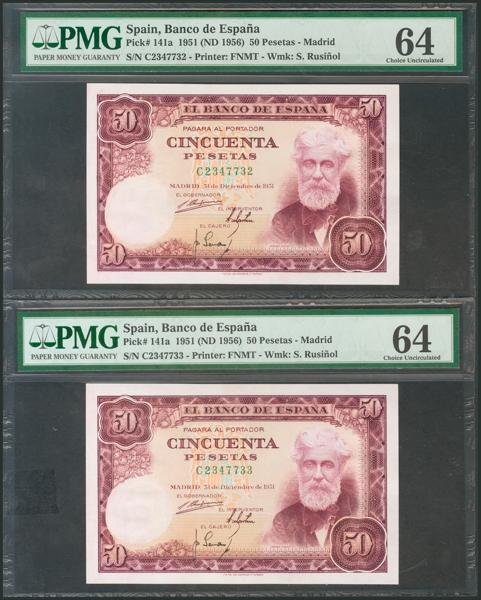 PMG
PAPER MONEY GUARANTY
Spain, Banco de España
Pick# 141a 1951 (ND 1956) 50 Pesetas - Madrid
S/N C2347732 - Printer: FNMT - Wmk: S. Rusiñol
64
Choice Uncirculated
50
50
EL BANCO DE ESPAÑA
PAGARA AL PORTADOR
CINCUENTA
PESETAS
C2347732
MADRID 31 de Diciembre de 1951
EL GOBERNADOR
EL INTERVENTOR
EL CAJERO
50
50
PMG
PAPER MONEY GUARANTY
Spain, Banco de España
Pick# 141a 1951 (ND 1956) 50 Pesetas - Madrid
S/N C2347733 - Printer: FNMT - Wmk: S. Rusiñol
64
Choice Uncirculated
50
50
EL BANCO DE ESPAÑA
PAGARA AL PORTADOR
CINCUENTA
PESETAS
C2347733
MADRID 31 de Diciembre de 1951
EL GOBERNADOR
EL INTERVENTOR
EL CAJERO
50
50